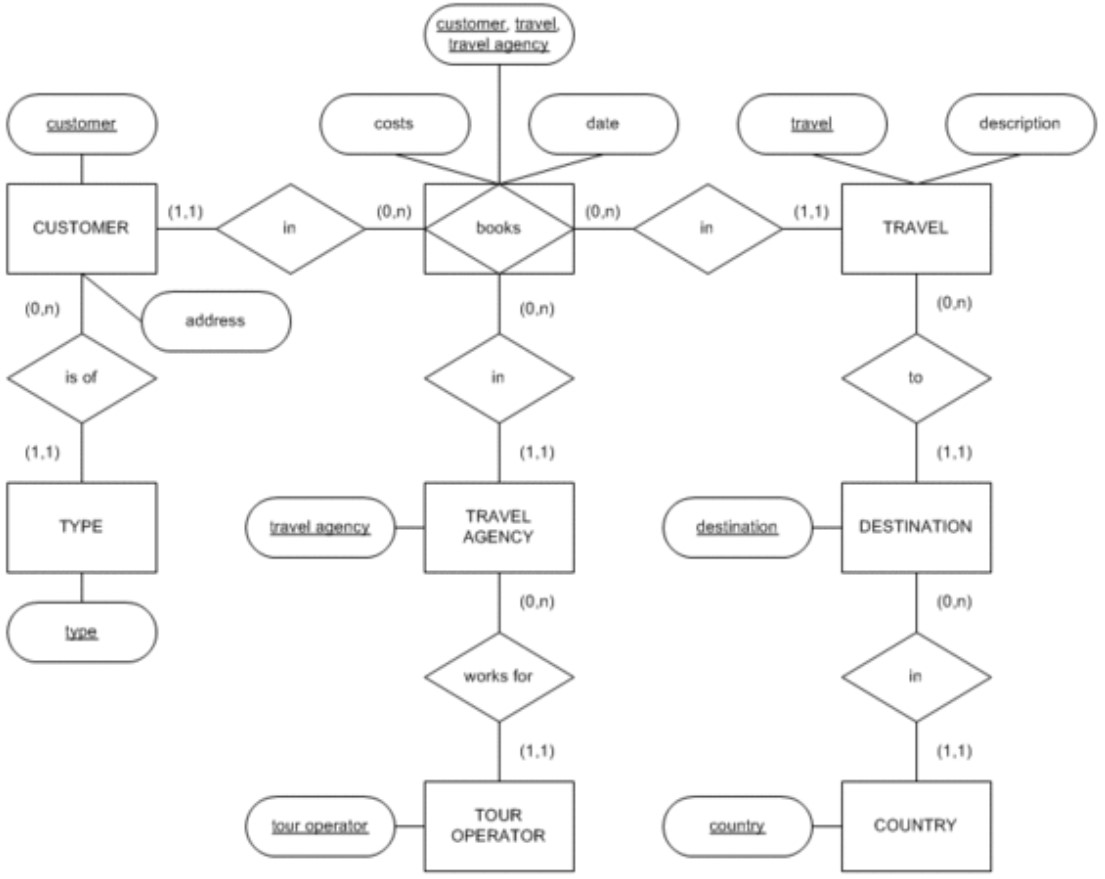 customer, travel,
travel agency
customer
costs
date
travel
description
CUSTOMER
(1,1)
in
(0,n)
books
(0,n)
in
(1,1)
TRAVEL
(0,n)
address
(0,n)
(0,n)
is of
in
to
(1,1)
(1,1)
(1,1)
TYPE
travel agency
TRAVEL
AGENCY
destination
DESTINATION
(0,n)
(0,n)
type
works for
in
(1,1)
(1,1)
tour operator
TOUR
OPERATOR
country
COUNTRY